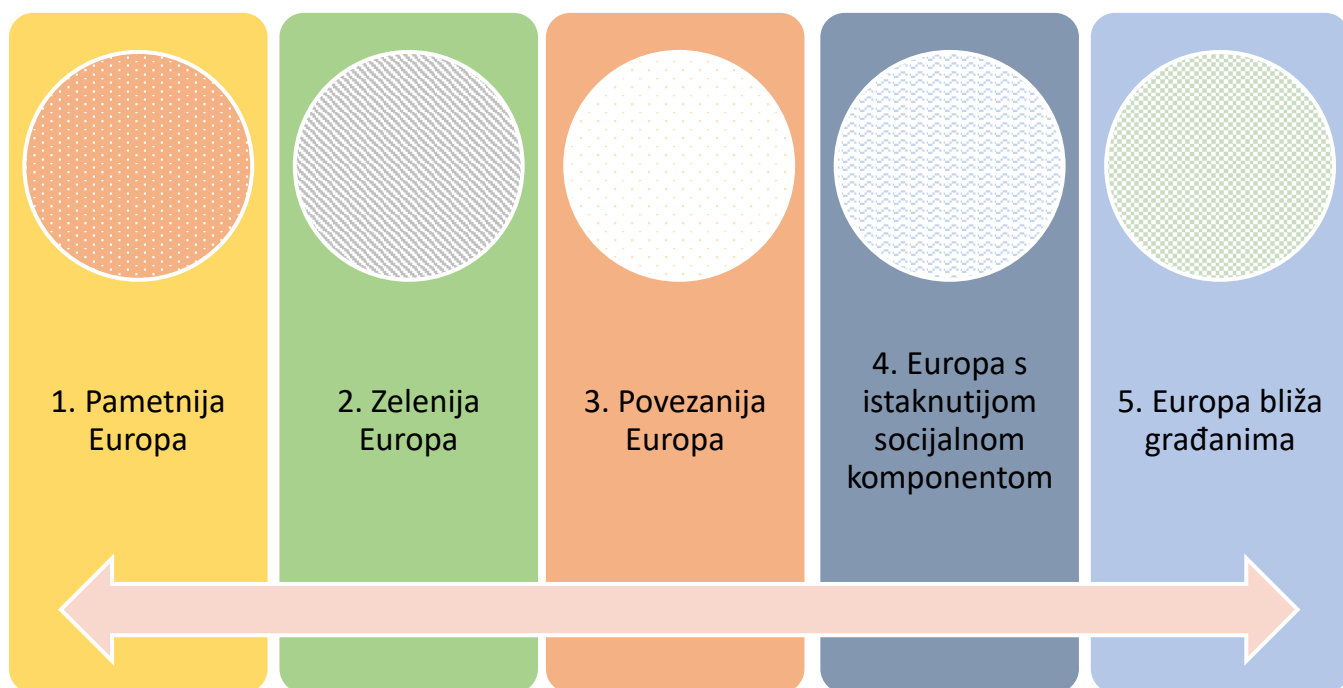 1. Pametnija
Europa
2. Zelenija
Europa
3. Povezanija
Europa
4. Europa s
istaknutijom
socijalnom
komponentom
5. Europa bliža
građanima